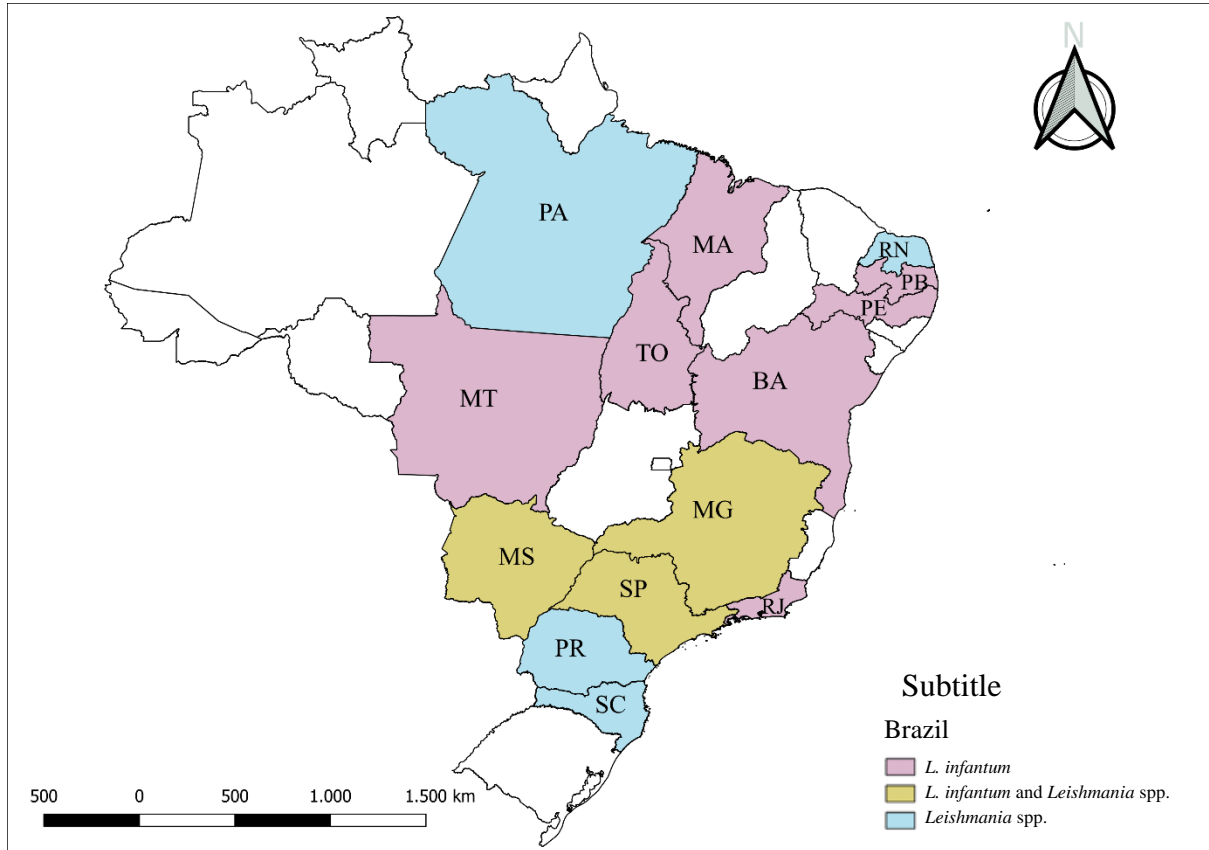 N
PA
MA
RN
PB
PE
TO
BA
MT
MG
MS
SP
RJ
PR
SC
Subtitle
Brazil
L. infantum
L. infantum and Leishmania spp.
Leishmania spp.
500 0 500 1.000 1.500 km